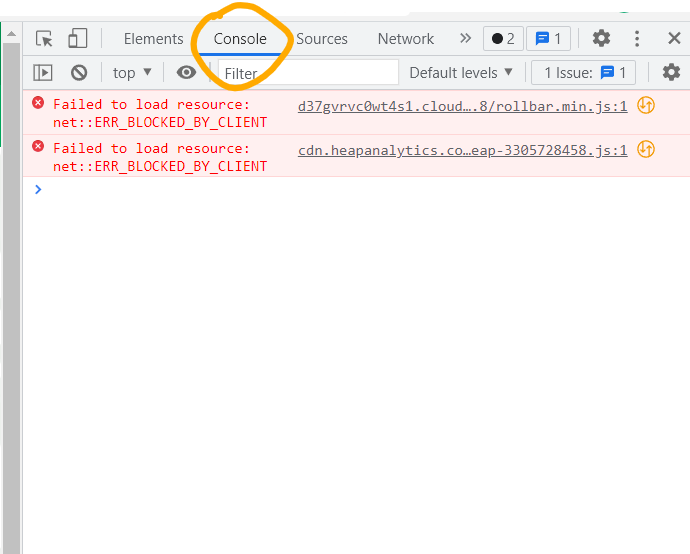 Elements Console Sources Network 2 1
top Filter Default levels 1 Issue: 1
Failed to load resource: d37gvrvc0wt4s1.cloud….8/rollbar.min.js:1
net::ERR_BLOCKED_BY_CLIENT
Failed to load resource: cdn.heapanalytics.co…eap-3305728458.js:1
net::ERR_BLOCKED_BY_CLIENT